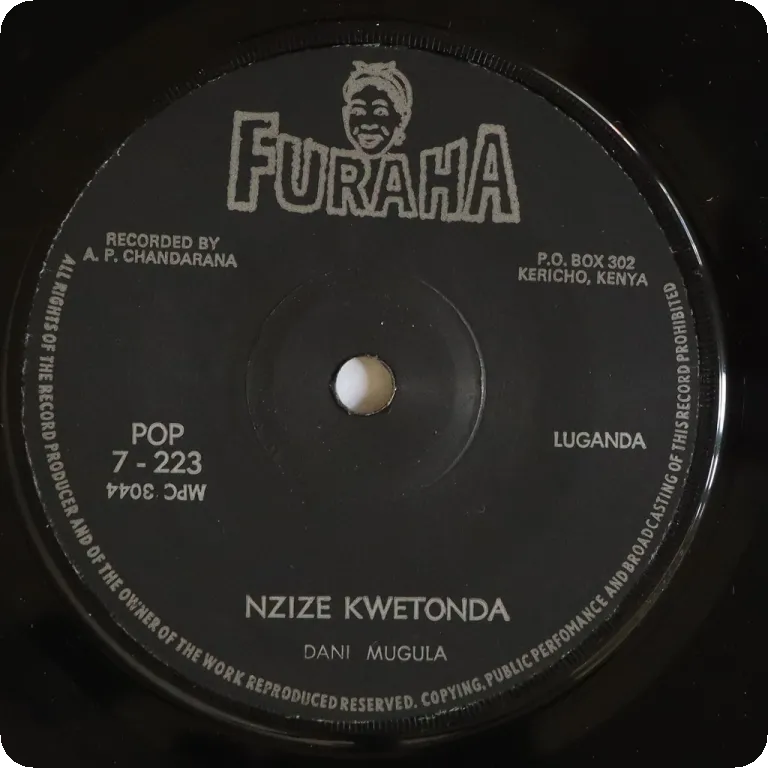 FURAHA
RECORDED BY
A. P. CHANDARANA
P.O. BOX 302
KERICHO, KENYA
POP
7 - 223
MPC 3044
LUGANDA
NZIZE KWETONDA
DANI MUGULA
ALL RIGHTS OF THE RECORD PRODUCER AND OF THE OWNER OF THE WORK REPRODUCED RESERVED. COPYING, PUBLIC PERFOMANCE AND BROADCASTING OF THIS RECORD PROHIBITED